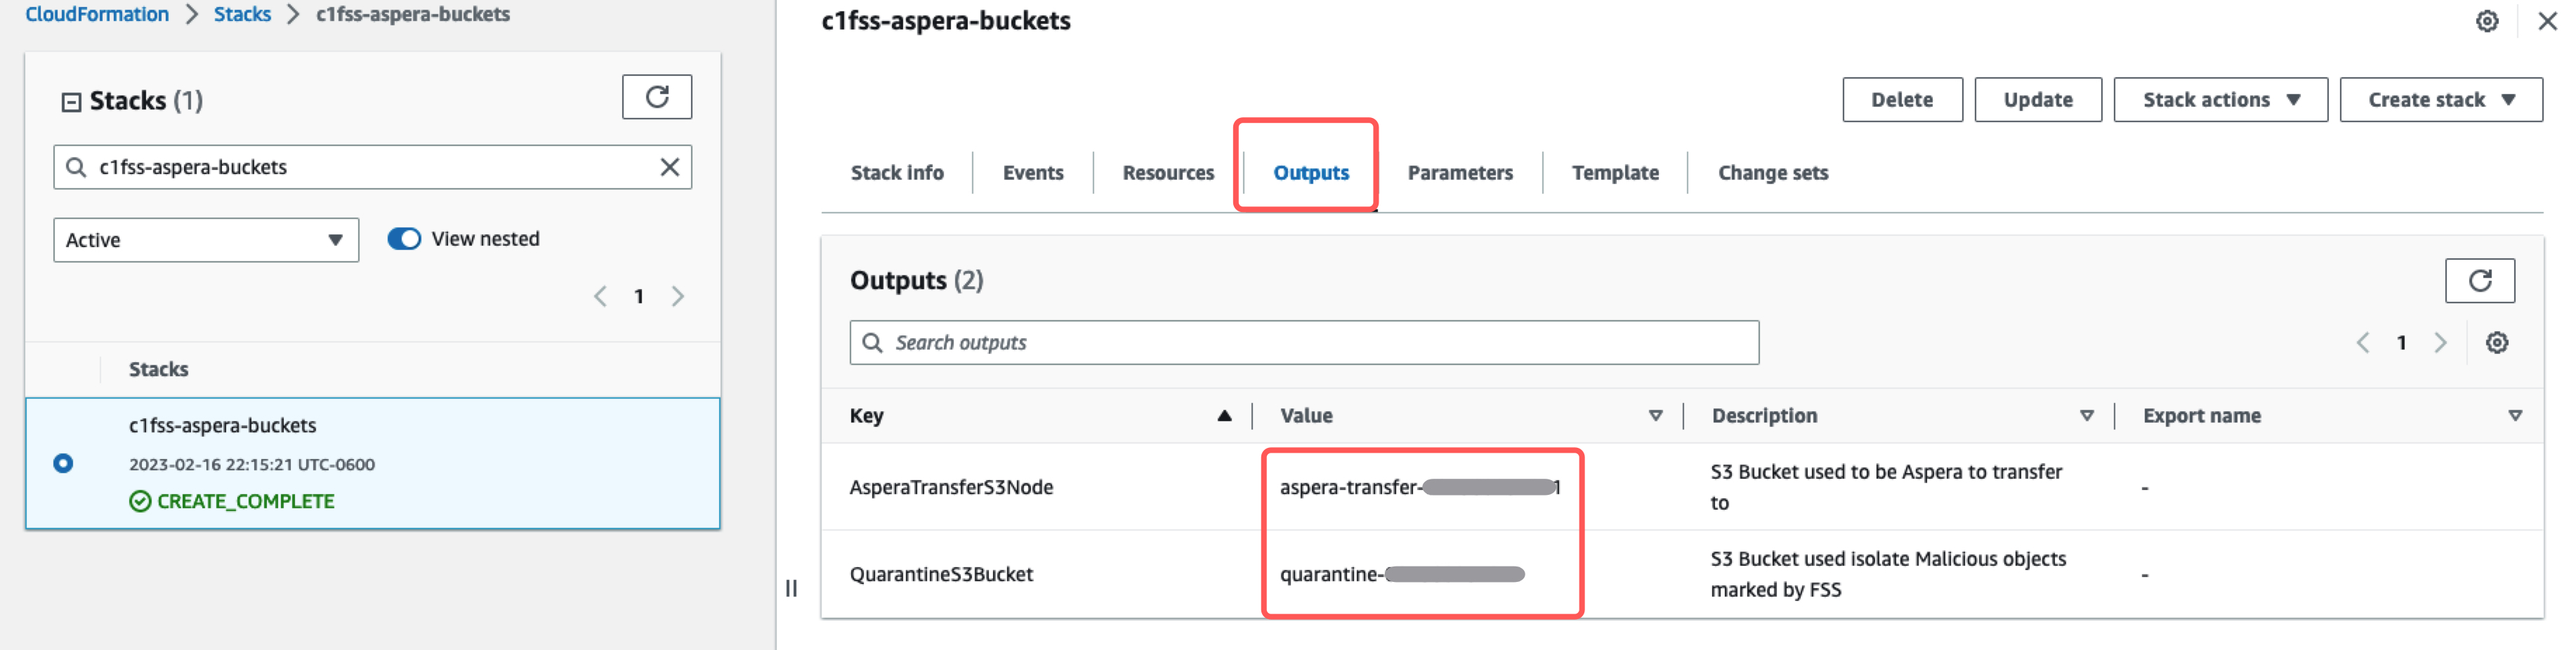 CloudFormation > Stacks > c1fss-aspera-buckets
Stacks (1)
c1fss-aspera-buckets
Active
View nested
1
Stacks
c1fss-aspera-buckets
2023-02-16 22:15:21 UTC-0600
CREATE_COMPLETE
c1fss-aspera-buckets
Delete
Update
Stack actions
Create stack
Stack info
Events
Resources
Outputs
Parameters
Template
Change sets
Outputs (2)
Search outputs
1
Key
Value
Description
Export name
AsperaTransferS3Node
aspera-transfer-
1
S3 Bucket used to be Aspera to transfer
to
-
QuarantineS3Bucket
quarantine-
S3 Bucket used isolate Malicious objects
marked by FSS
-